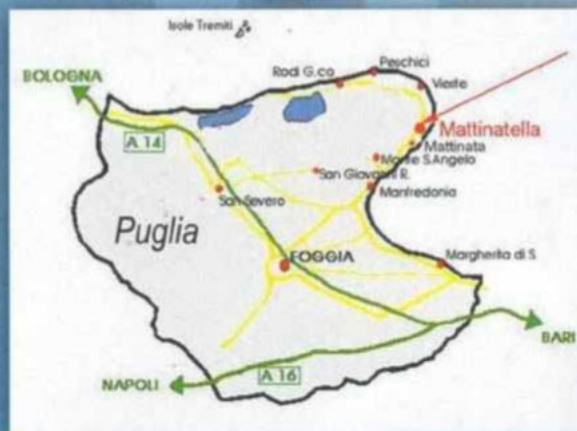 Isole Tremiti
Peschici
Rodi G.co
Vieste
BOLOGNA
Mattinatella
A 14
Mattinata
Monte S.Angelo
San Giovanni R.
San Severo
Manfredonia
Puglia
FOGGIA
Margherita di S.
BARI
NAPOLI
A 16